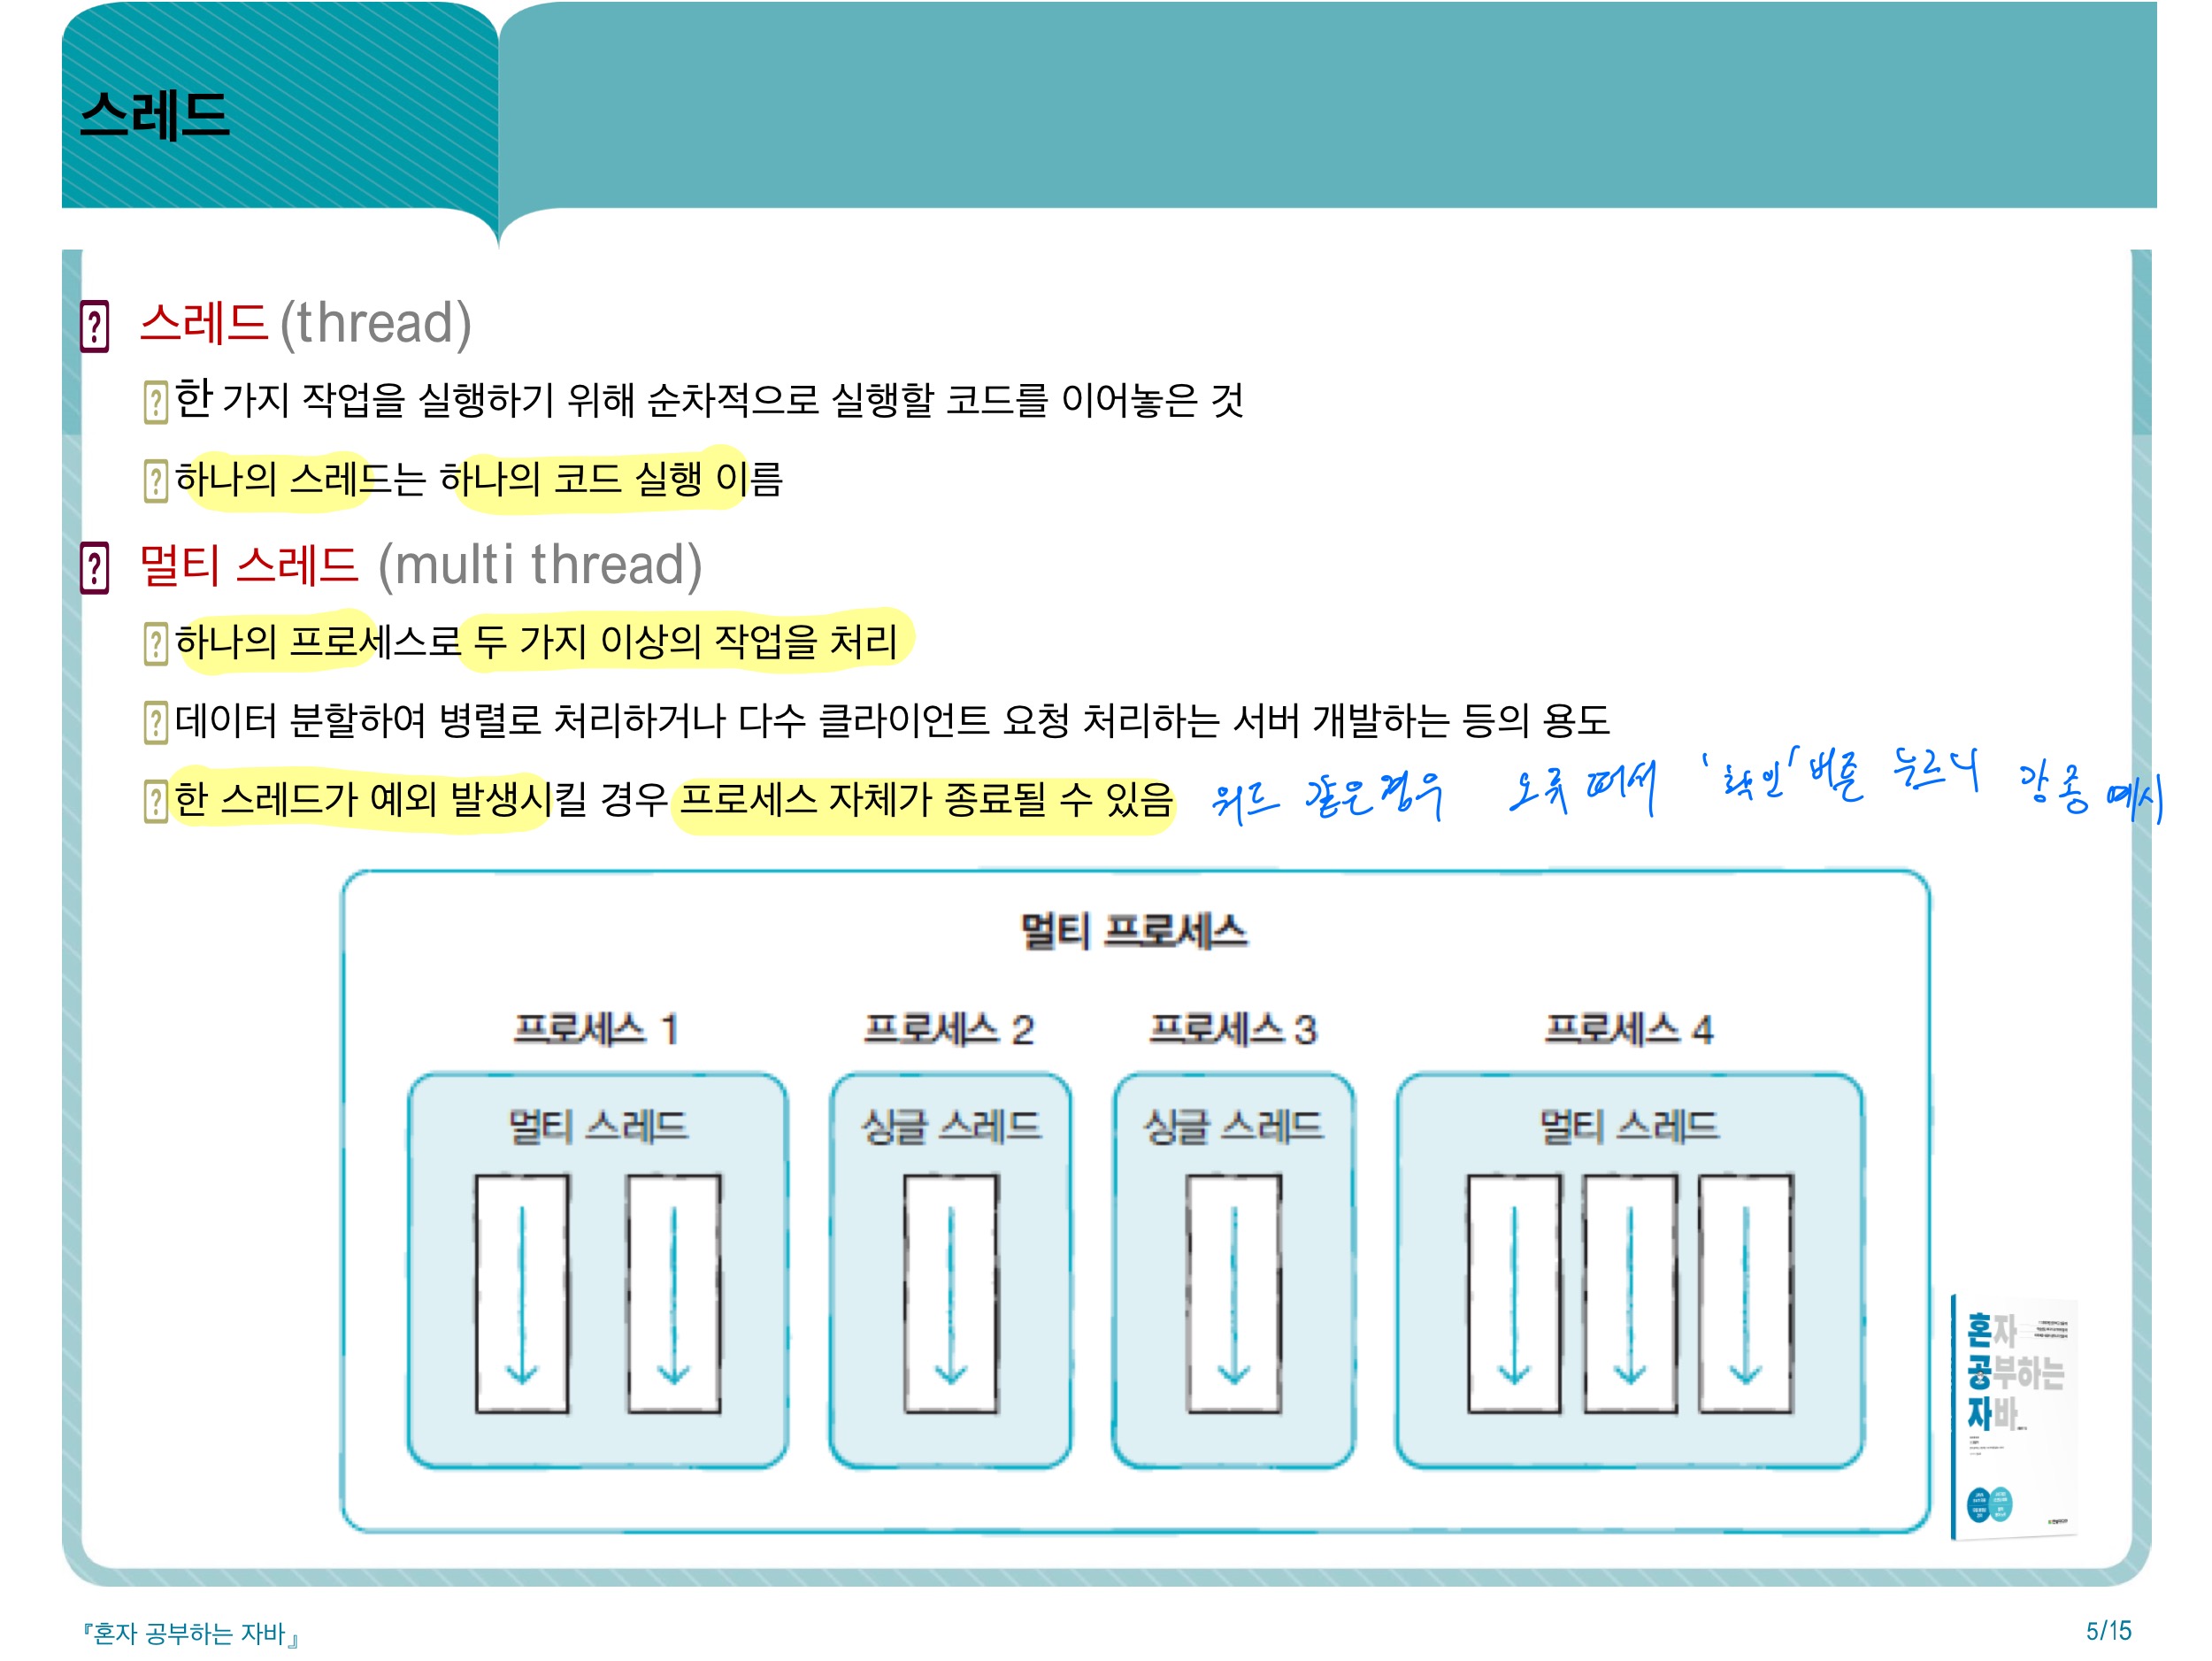 스레드
스레드 (thread)
한 가지 작업을 실행하기 위해 순차적으로 실행할 코드를 이어놓은 것
하나의 스레드는 하나의 코드 실행 이름
멀티 스레드 (multi thread)
하나의 프로세스로 두 가지 이상의 작업을 처리
데이터 분할하여 병렬로 처리하거나 다수 클라이언트 요청 처리하는 서버 개발하는 등의 용도
한 스레드가 예외 발생시킬 경우 프로세스 자체가 종료될 수 있음 워드 같은경우 오류 떠서 '확인' 버튼 누르니 강종 예시
멀티 프로세스
프로세스 1 프로세스 2 프로세스 3 프로세스 4
멀티 스레드 싱글 스레드 싱글 스레드 멀티 스레드
혼자
공부하는
자바
『혼자 공부하는 자바』 5/15